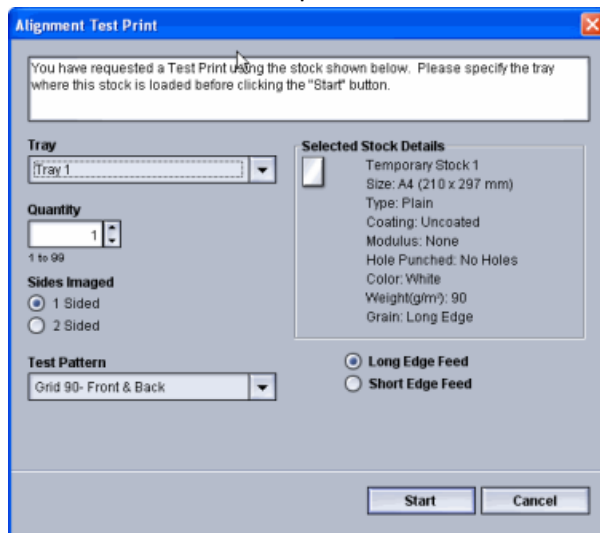 Alignment Test Print
You have requested a Test Print using the stock shown below. Please specify the tray
where this stock is loaded before clicking the "Start" button.
Tray
Tray 1
Quantity
1
1 to 99
Sides Imaged
1 Sided
2 Sided
Test Pattern
Grid 90- Front & Back
Selected Stock Details
Temporary Stock 1
Size: A4 (210 x 297 mm)
Type: Plain
Coating: Uncoated
Modulus: None
Hole Punched: No Holes
Color: White
Weight(g/m²): 90
Grain: Long Edge
Long Edge Feed
Short Edge Feed
Start
Cancel